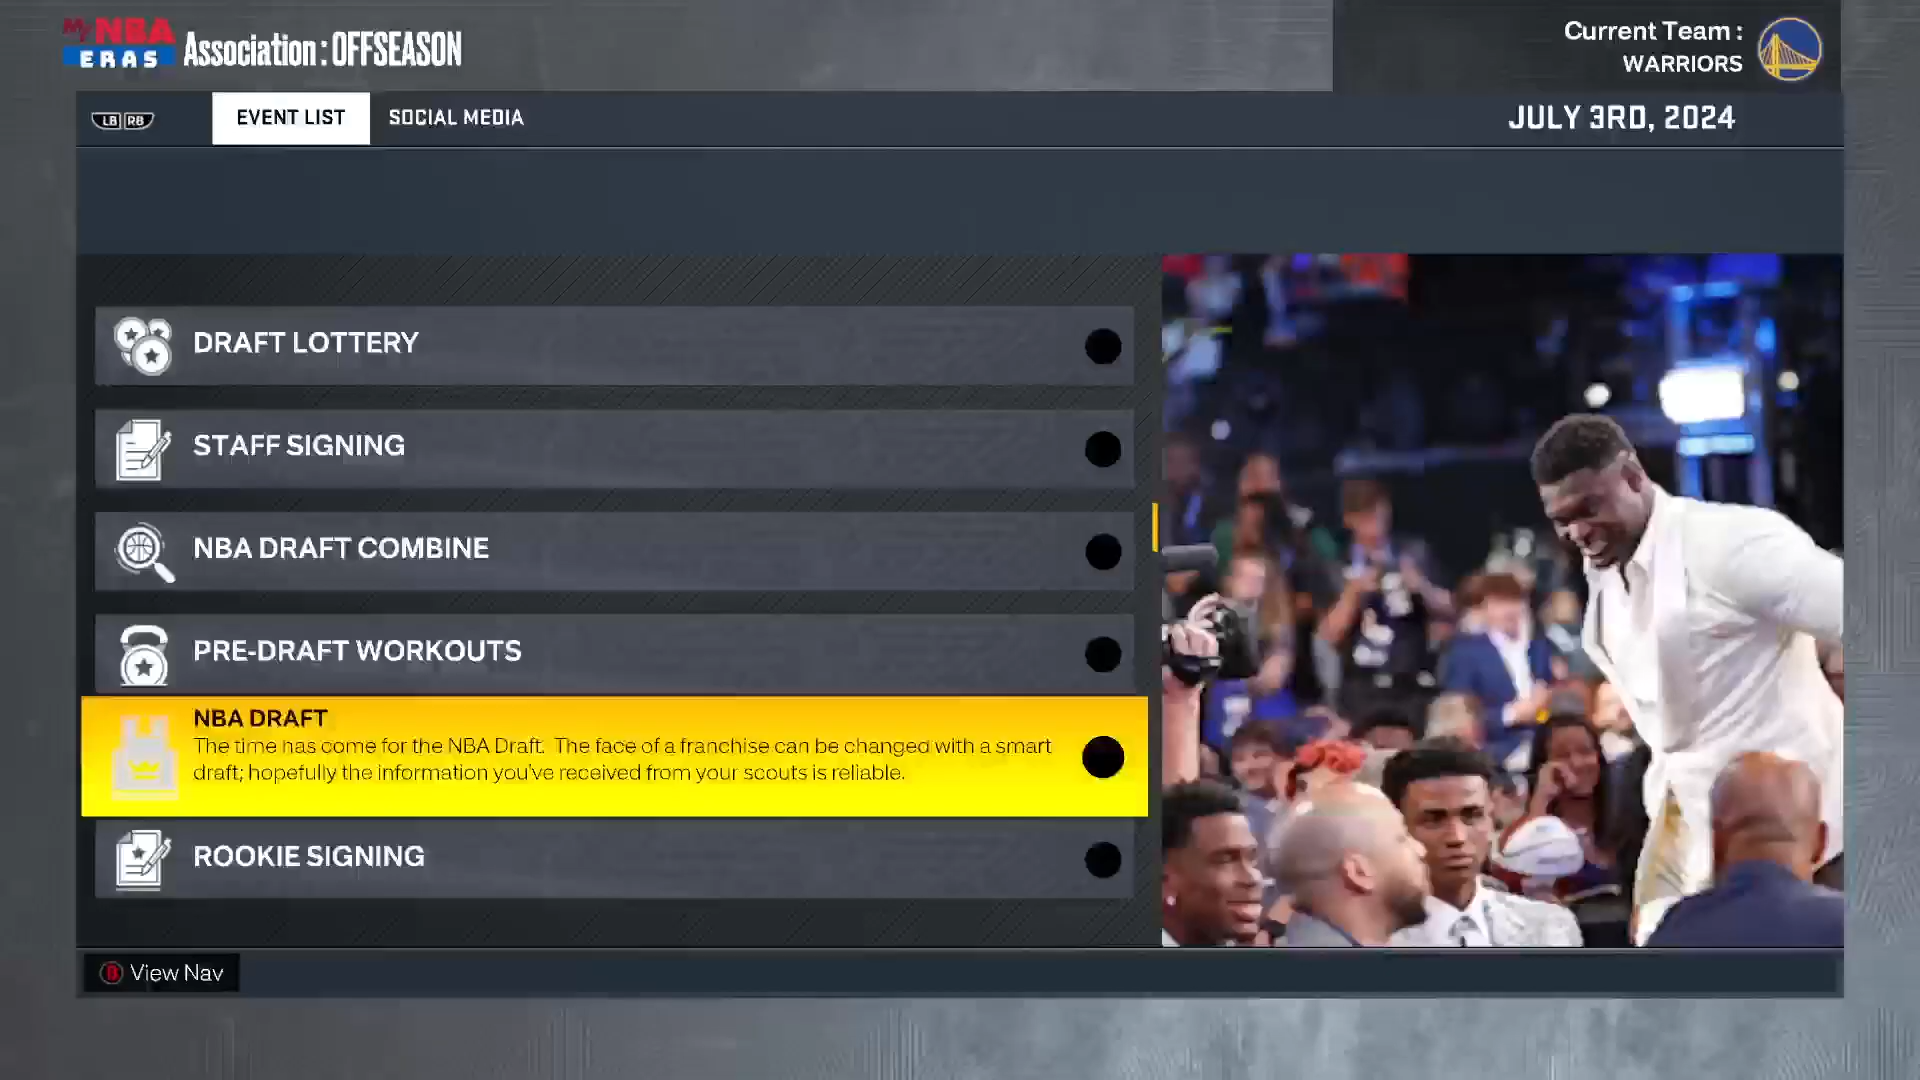 My NBA
ERAS
Association : OFFSEASON
Current Team :
WARRIORS
LB RB
EVENT LIST
SOCIAL MEDIA
JULY 3RD, 2024
DRAFT LOTTERY
STAFF SIGNING
NBA DRAFT COMBINE
PRE-DRAFT WORKOUTS
NBA DRAFT
The time has come for the NBA Draft. The face of a franchise can be changed with a smart
draft; hopefully the information you've received from your scouts is reliable.
ROOKIE SIGNING
B View Nav